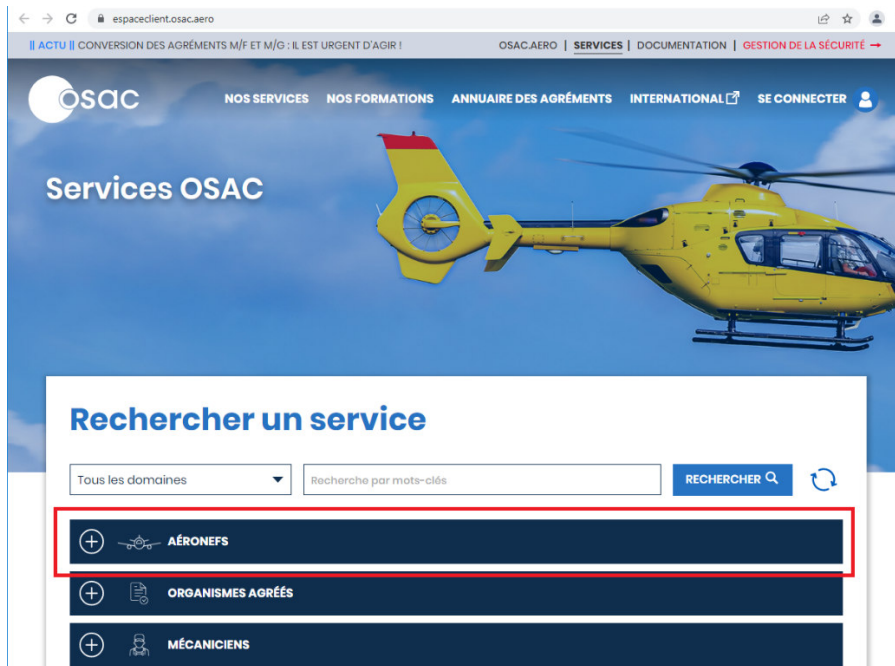 espaceclient.osac.aero
|| ACTU || CONVERSION DES AGRÉMENTS M/F ET M/G : IL EST URGENT D'AGIR !
OSAC.AERO | SERVICES | DOCUMENTATION | GESTION DE LA SÉCURITÉ →
osac
NOS SERVICES NOS FORMATIONS ANNUAIRE DES AGRÉMENTS INTERNATIONAL SE CONNECTER
Services OSAC
Rechercher un service
Tous les domaines
Recherche par mots-clés
RECHERCHER
AÉRONEFS
ORGANISMES AGRÉÉS
MÉCANICIENS